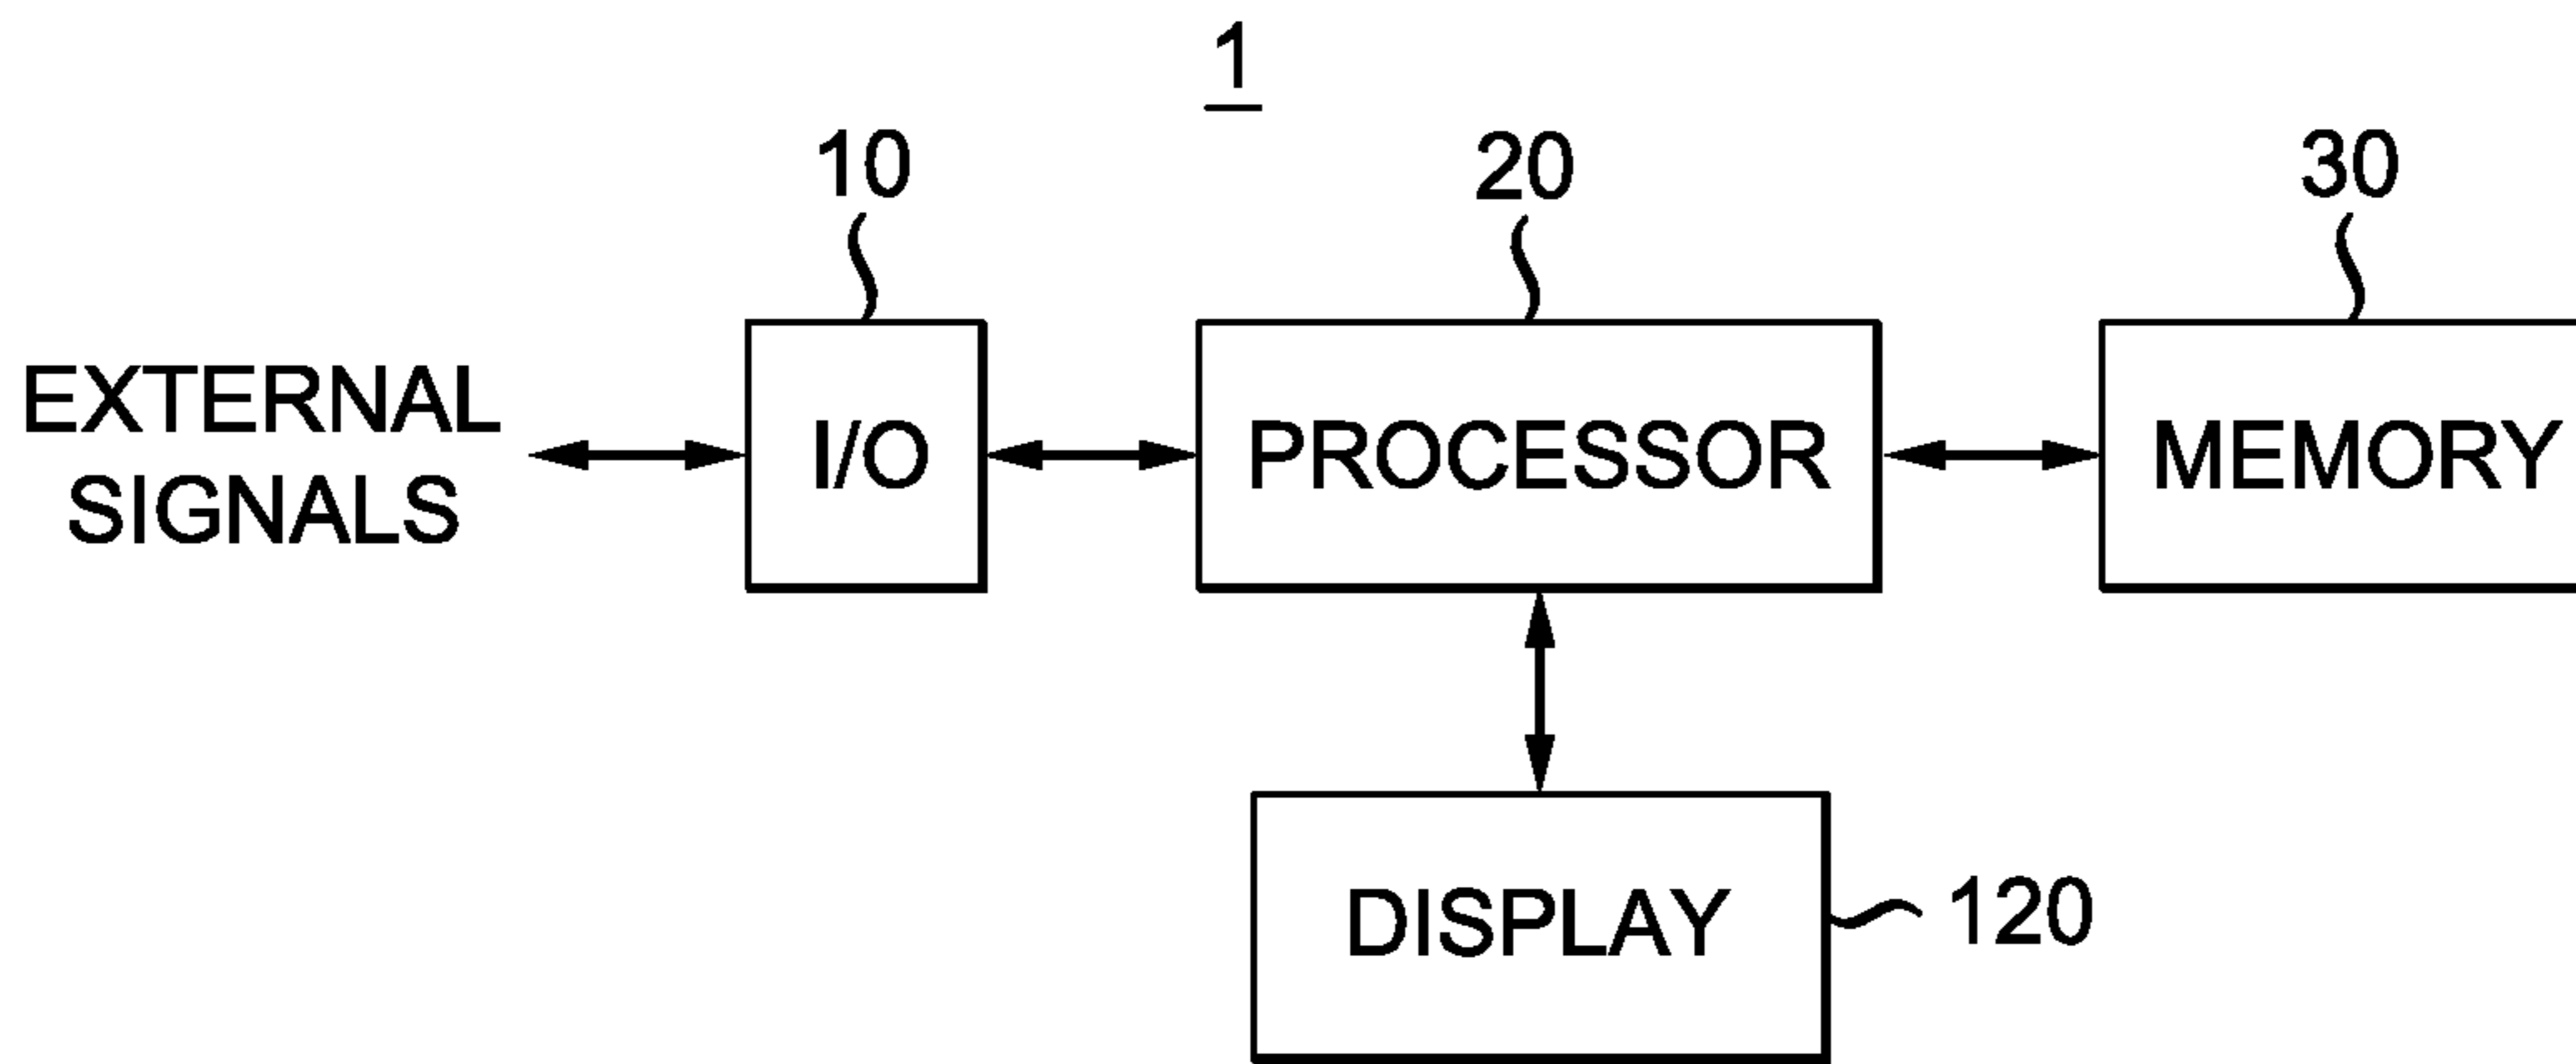 1
10
20
30
EXTERNAL
SIGNALS
I/O
PROCESSOR
MEMORY
DISPLAY
120